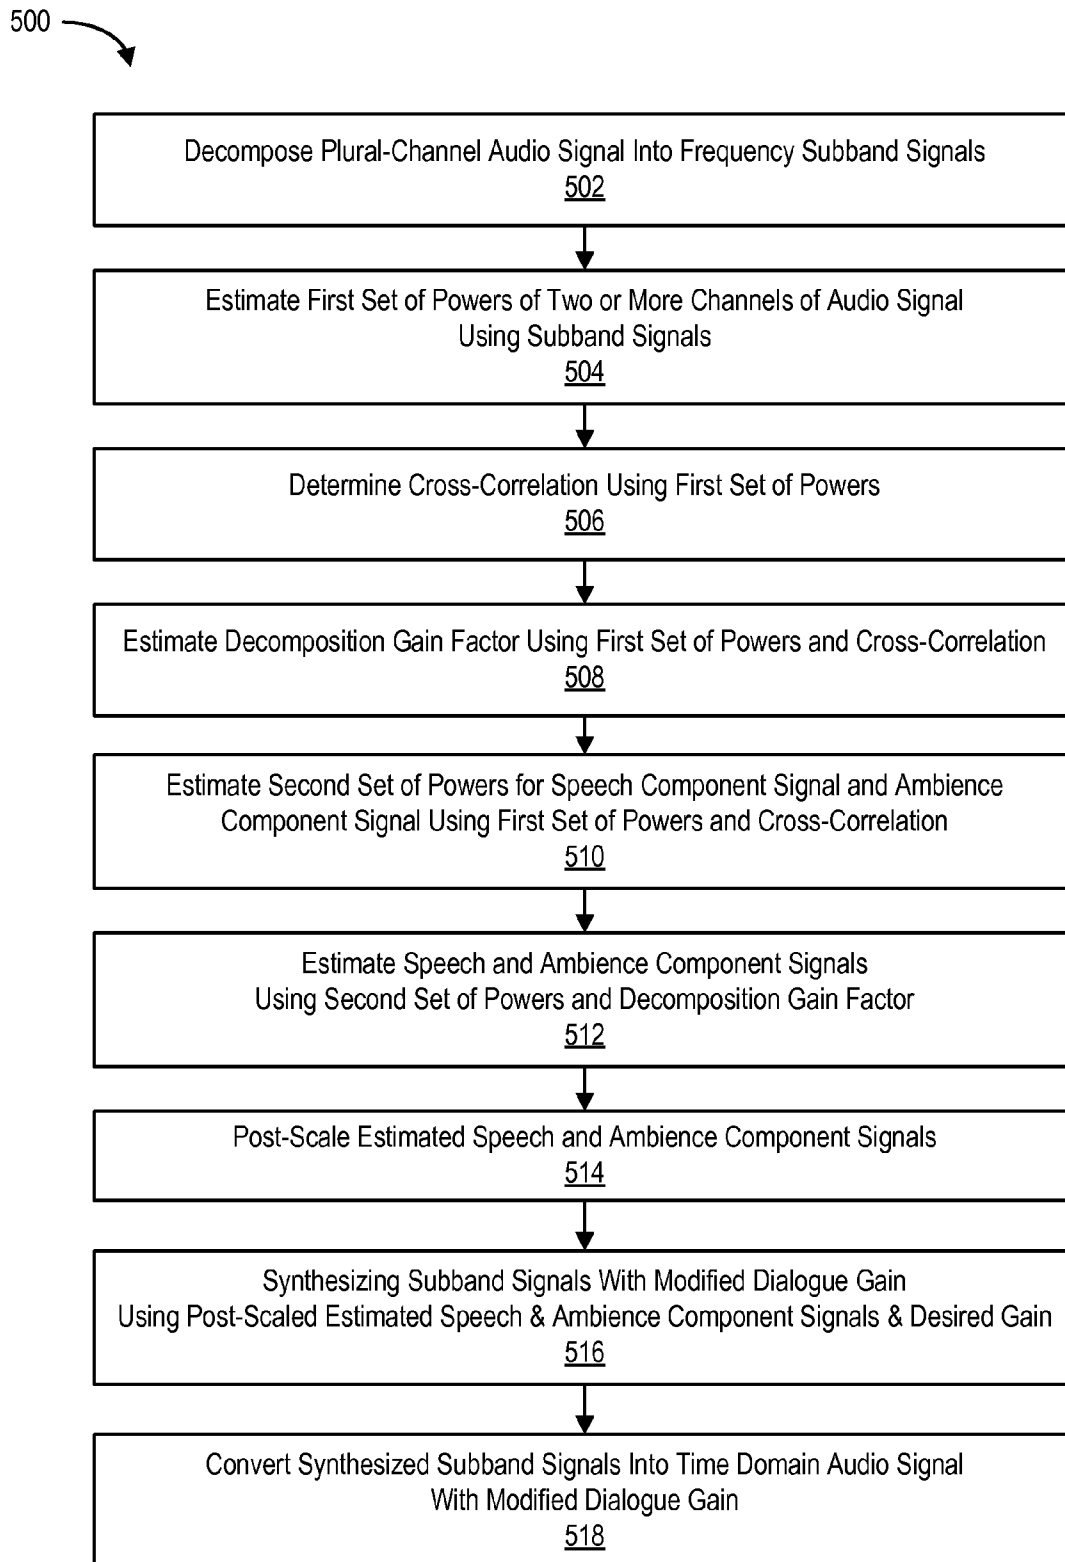 500
Decompose Plural-Channel Audio Signal Into Frequency Subband Signals
502
Estimate First Set of Powers of Two or More Channels of Audio Signal
Using Subband Signals
504
Determine Cross-Correlation Using First Set of Powers
506
Estimate Decomposition Gain Factor Using First Set of Powers and Cross-Correlation
508
Estimate Second Set of Powers for Speech Component Signal and Ambience
Component Signal Using First Set of Powers and Cross-Correlation
510
Estimate Speech and Ambience Component Signals
Using Second Set of Powers and Decomposition Gain Factor
512
Post-Scale Estimated Speech and Ambience Component Signals
514
Synthesizing Subband Signals With Modified Dialogue Gain
Using Post-Scaled Estimated Speech & Ambience Component Signals & Desired Gain
516
Convert Synthesized Subband Signals Into Time Domain Audio Signal
With Modified Dialogue Gain
518